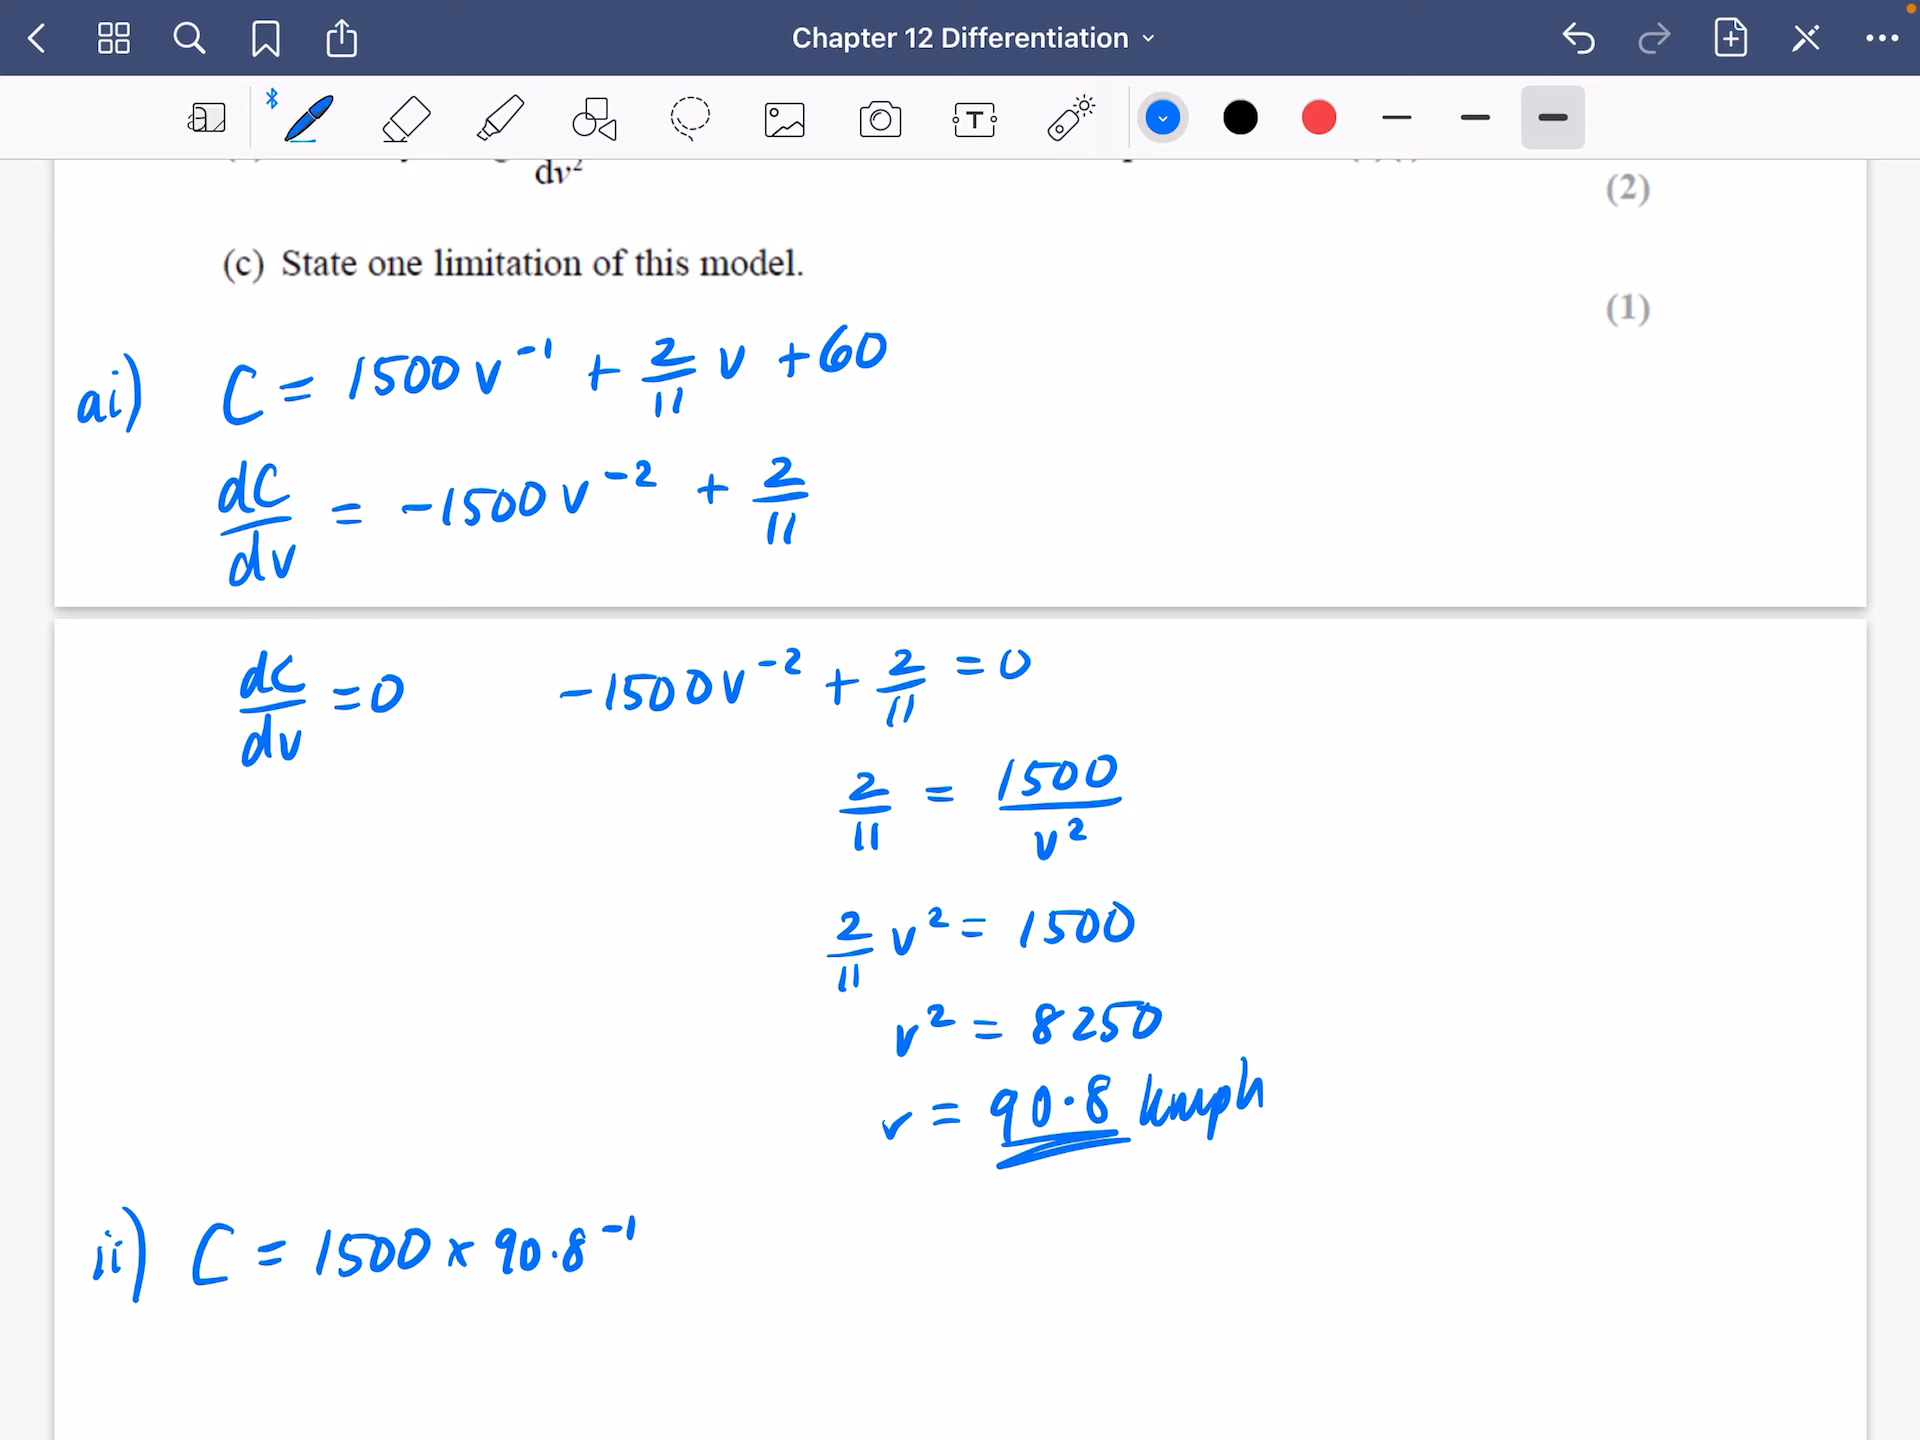 Chapter 12 Differentiation
dv²
(2)
(c) State one limitation of this model.
(1)
ai) C = 1500v⁻¹ + 2/11 v + 60
dC/dv = -1500v⁻² + 2/11
dC/dv = 0 -1500v⁻² + 2/11 = 0
2/11 = 1500/v²
2/11 v² = 1500
v² = 8250
v = 90.8 kmph
ii) C = 1500 × 90.8⁻¹